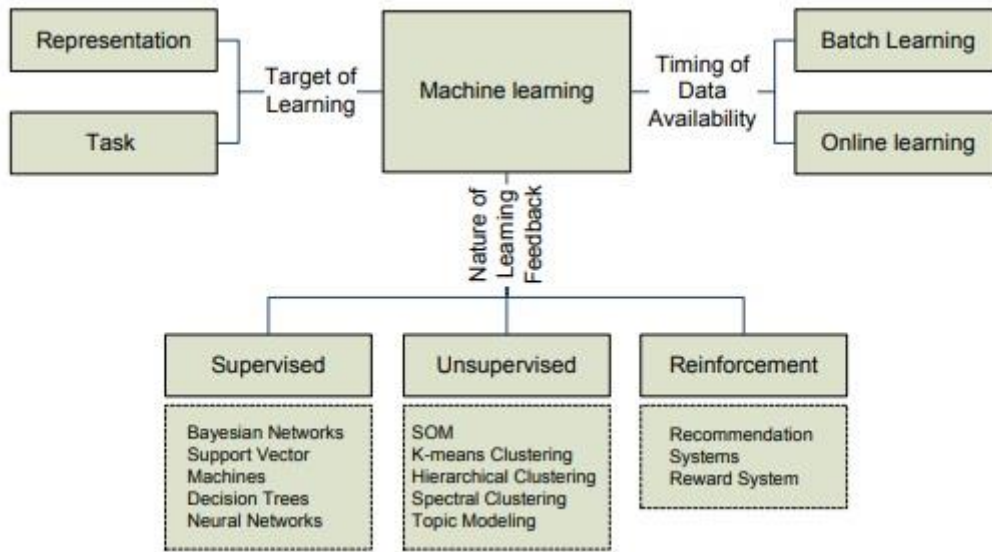 Representation
Task
Target of
Learning
Machine learning
Timing of
Data
Availability
Batch Learning
Online learning
Nature of
Learning
Feedback
Supervised
Bayesian Networks
Support Vector
Machines
Decision Trees
Neural Networks
Unsupervised
SOM
K-means Clustering
Hierarchical Clustering
Spectral Clustering
Topic Modeling
Reinforcement
Recommendation
Systems
Reward System